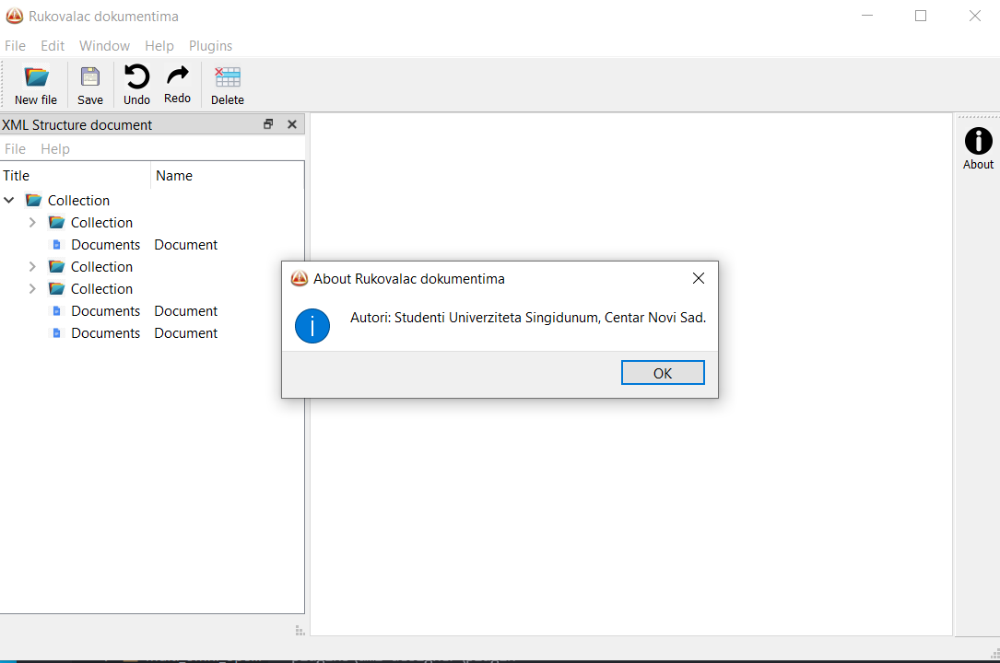 Rukovalac dokumentima
File Edit Window Help Plugins
New file Save Undo Redo Delete
XML Structure document
File Help
Title Name
Collection
Collection
Documents Document
Collection
Collection
Documents Document
Documents Document
About
About Rukovalac dokumentima
Autori: Studenti Univerziteta Singidunum, Centar Novi Sad.
OK